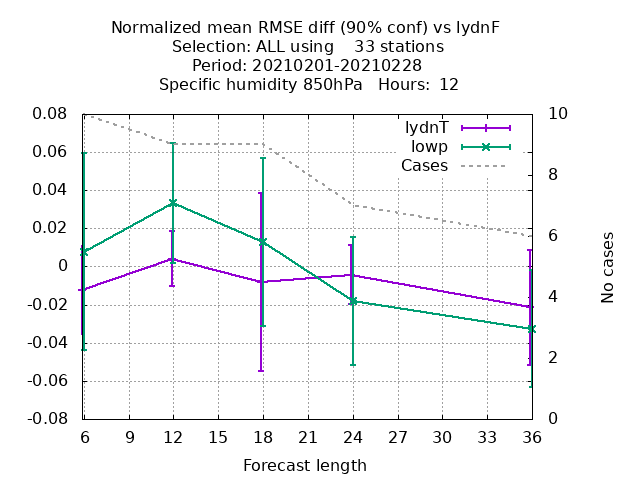 Normalized mean RMSE diff (90% conf) vs lydnF
Selection: ALL using    33 stations
Period: 20210201-20210228
Specific humidity 850hPa   Hours:  12
0.08
0.06
0.04
0.02
0
-0.02
-0.04
-0.06
-0.08
10
8
6
4
2
0
No cases
lydnT
lowp
Cases
6 9 12 15 18 21 24 27 30 33 36
Forecast length